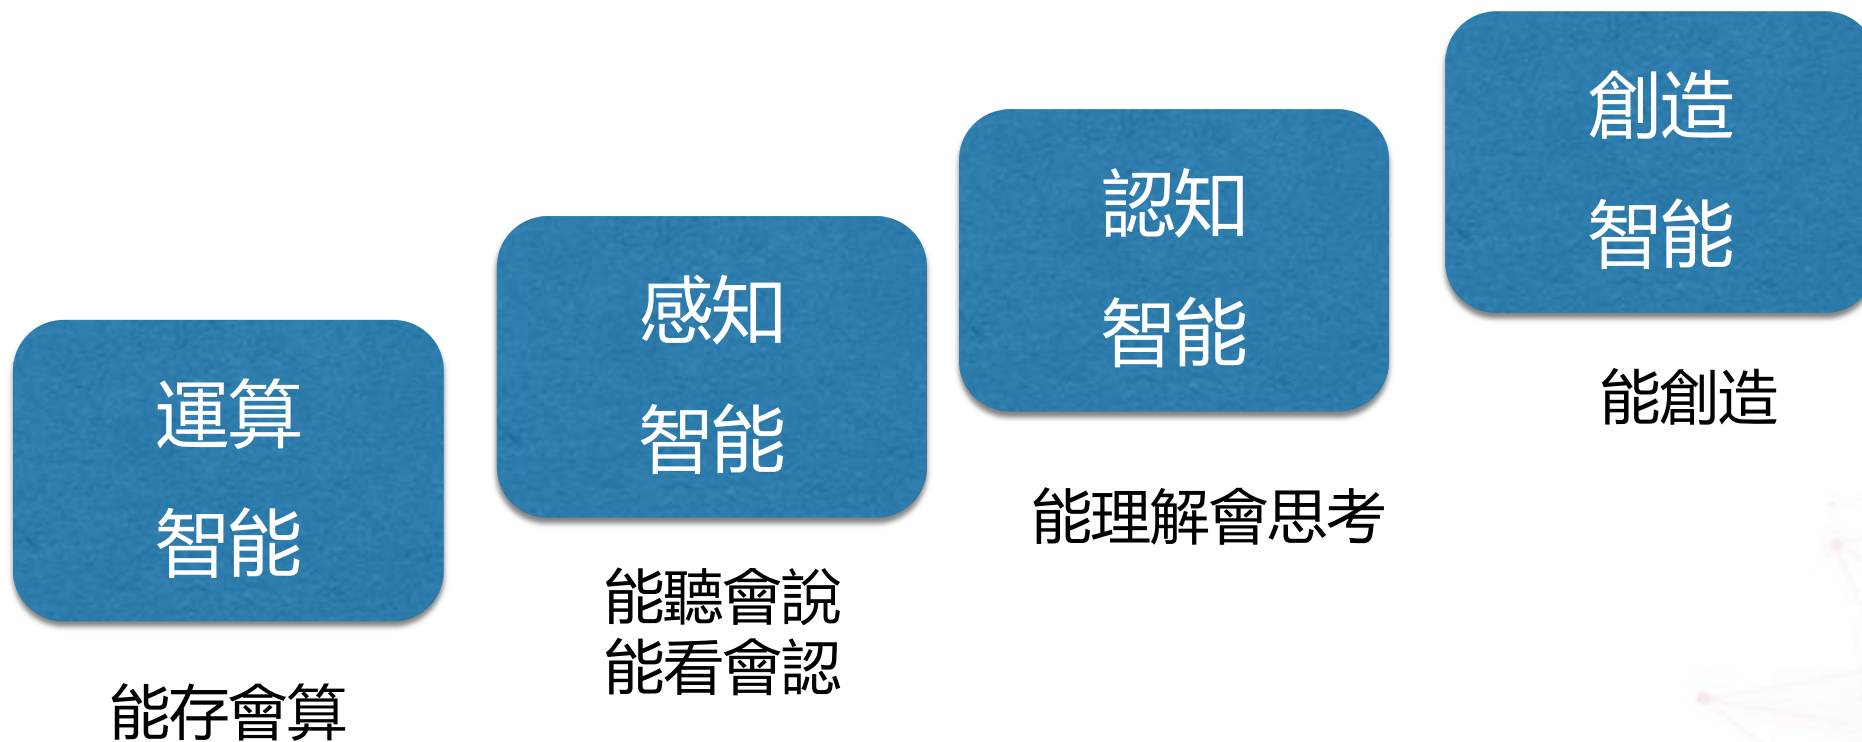 運算
智能
能存會算
感知
智能
能聽會說
能看會認
認知
智能
能理解會思考
創造
智能
能創造